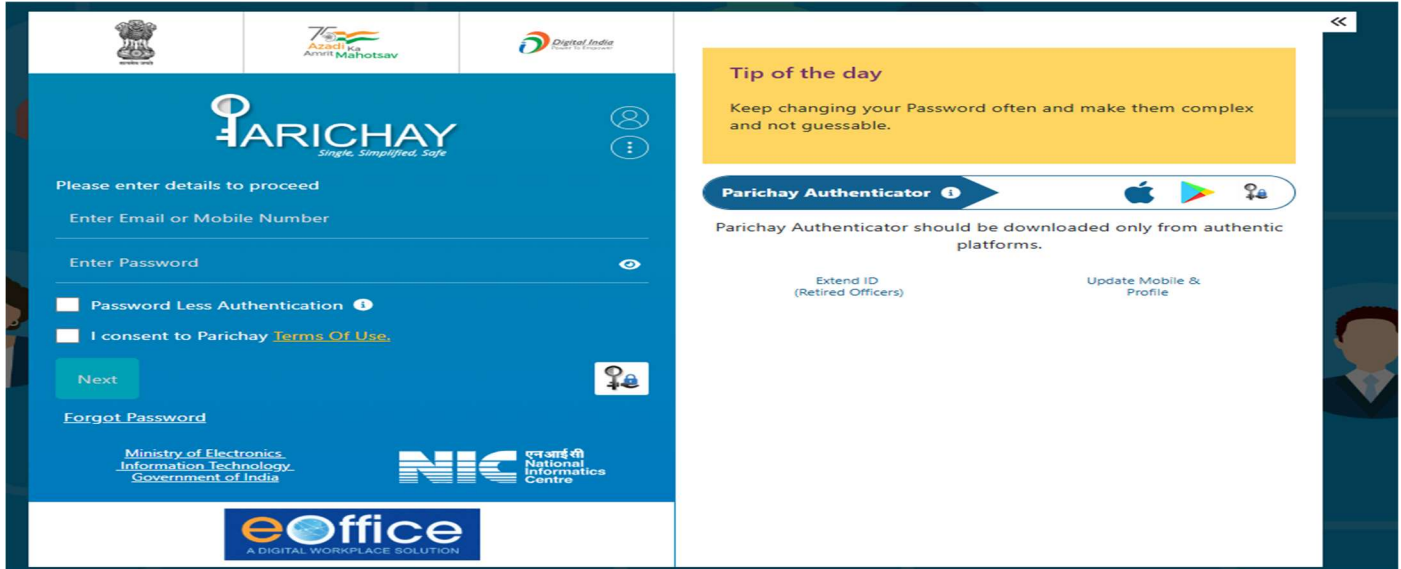 Azadi Ka
Amrit Mahotsav
Digital India
Power To Empower
PARICHAY
Single, Simplified, Safe
Please enter details to proceed
Enter Email or Mobile Number
Enter Password
Password Less Authentication
I consent to Parichay Terms Of Use.
Next
Forgot Password
Ministry of Electronics
Information Technology
Government of India
NIC
एनआईसी
National
Informatics
Centre
eOffice
A DIGITAL WORKPLACE SOLUTION
Tip of the day
Keep changing your Password often and make them complex
and not guessable.
Parichay Authenticator
Parichay Authenticator should be downloaded only from authentic
platforms.
Extend ID
(Retired Officers)
Update Mobile &
Profile